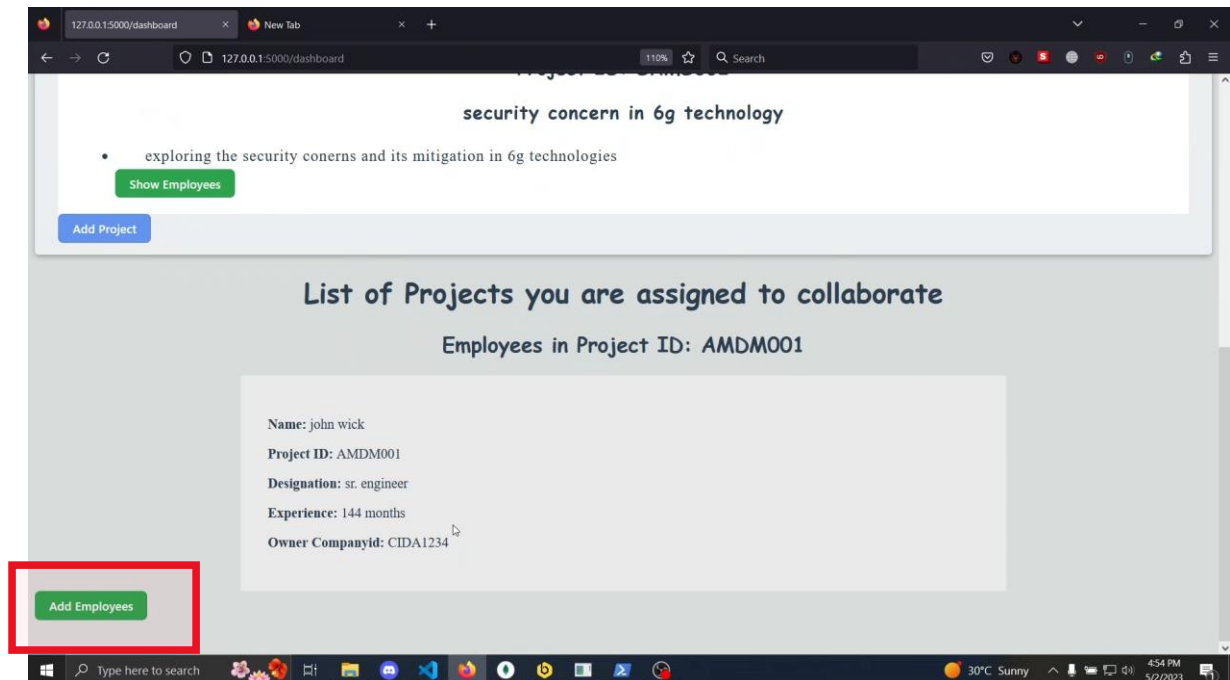 127.0.0.1:5000/dashboard
New Tab
127.0.0.1:5000/dashboard
110%
Search
security concern in 6g technology
exploring the security conerns and its mitigation in 6g technologies
Show Employees
Add Project
List of Projects you are assigned to collaborate
Employees in Project ID: AMDM001
Name: john wick
Project ID: AMDM001
Designation: sr. engineer
Experience: 144 months
Owner Companyid: CIDA1234
Add Employees
Type here to search
30°C Sunny
4:54 PM
5/2/2023